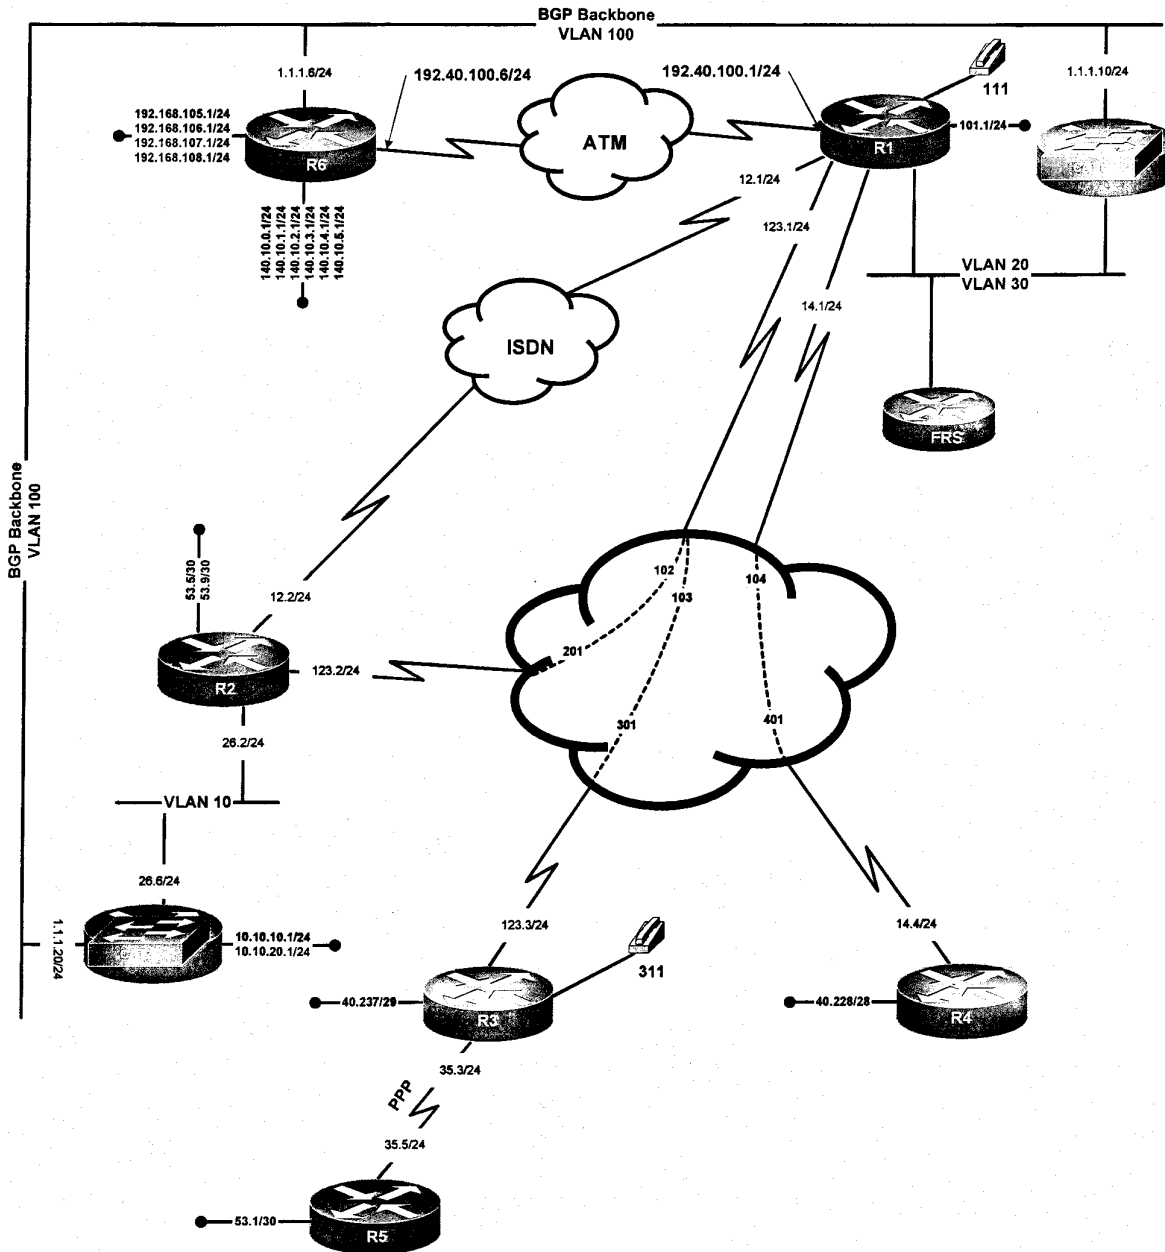 BGP Backbone
VLAN 100
1.1.1.6/24
192.40.100.6/24
192.40.100.1/24
111
1.1.1.10/24
192.168.105.1/24
192.168.106.1/24
192.168.107.1/24
192.168.108.1/24
R6
ATM
R1
101.1/24
12.1/24
123.1/24
140.10.0.1/24
140.10.1.1/24
140.10.2.1/24
140.10.3.1/24
140.10.4.1/24
140.10.5.1/24
VLAN 20
VLAN 30
14.1/24
ISDN
FRS
BGP Backbone
VLAN 100
53.5/30
53.9/30
12.2/24
102
103
104
201
R2
123.2/24
301
401
26.2/24
VLAN 10
26.6/24
1.1.1.20/24
10.10.10.1/24
10.10.20.1/24
123.3/24
311
14.4/24
40.237/29
R3
40.228/28
R4
35.3/24
PPP
35.5/24
53.1/30
R5